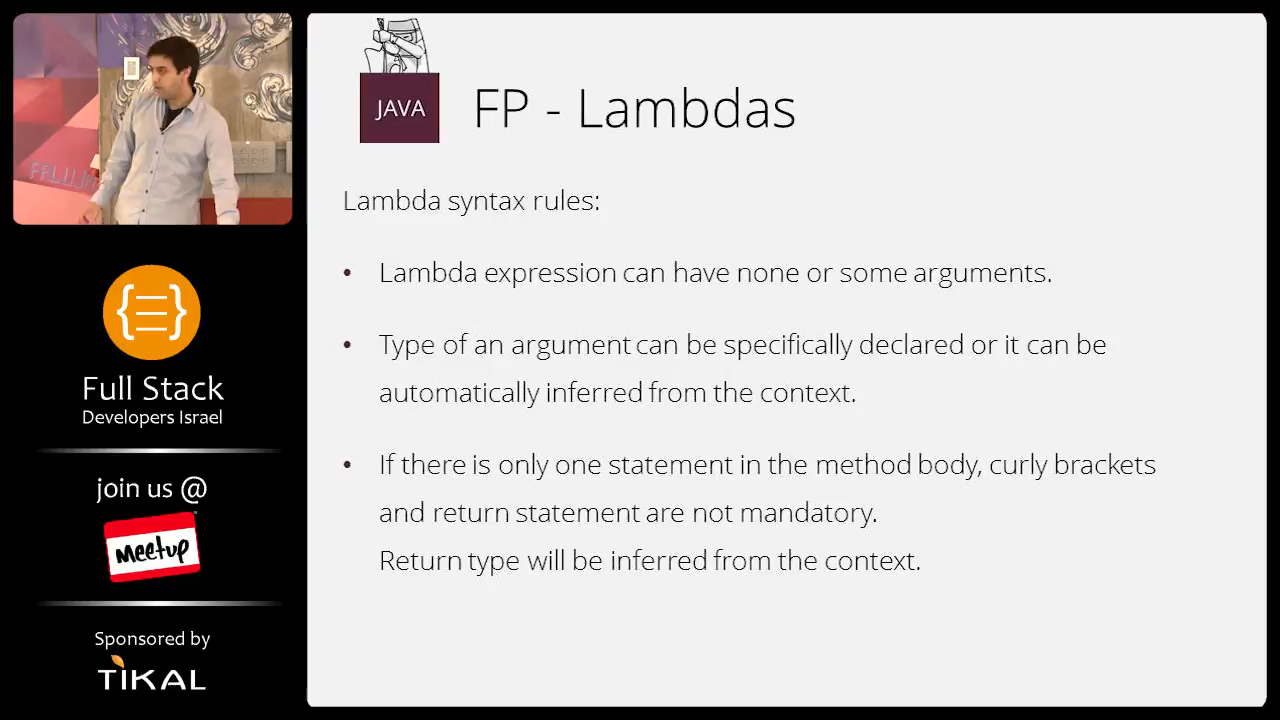 JAVA
FP - Lambdas
Lambda syntax rules:
• Lambda expression can have none or some arguments.
• Type of an argument can be specifically declared or it can be
automatically inferred from the context.
• If there is only one statement in the method body, curly brackets
and return statement are not mandatory.
Return type will be inferred from the context.
{ }
Full Stack
Developers Israel
join us @
meetup
Sponsored by
TIKAL